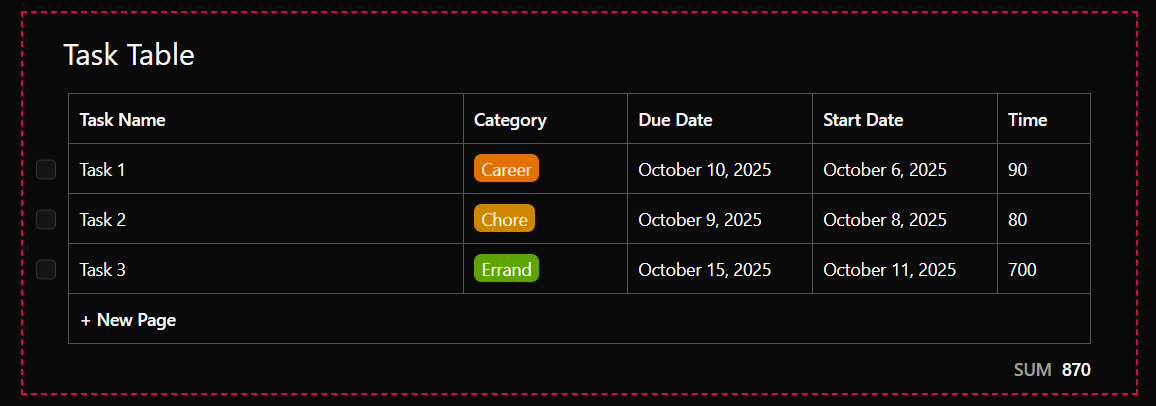 Task Table
Task Name Category Due Date Start Date Time
Task 1 Career October 10, 2025 October 6, 2025 90
Task 2 Chore October 9, 2025 October 8, 2025 80
Task 3 Errand October 15, 2025 October 11, 2025 700
+ New Page
SUM 870